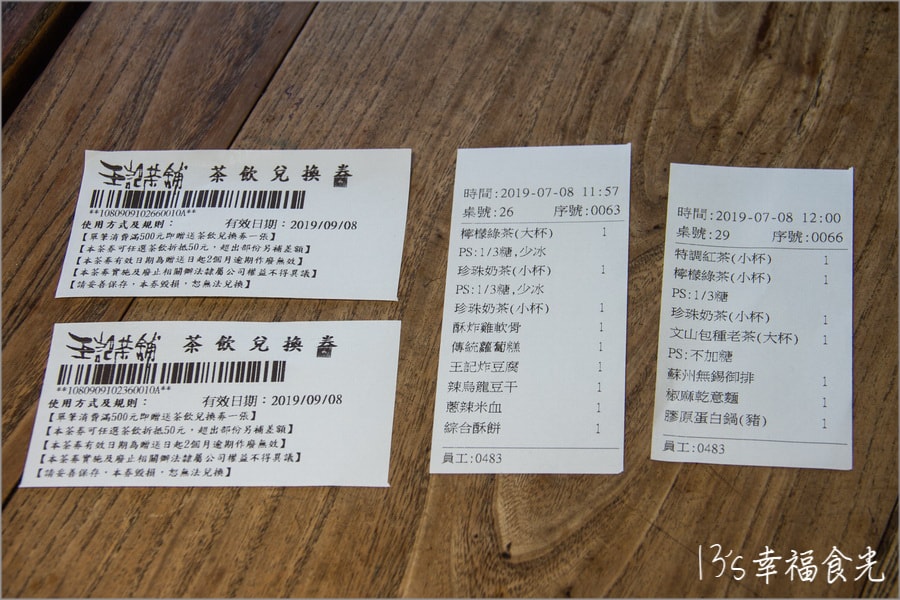 王記茶舖 茶飲兌換券
**1080909102660010A**
使用方式及規則： 有效日期：2019/09/08
【單筆消費滿500元即贈送茶飲兌換券一張】
【本茶券可任選茶飲折抵50元，超出部份另補差額】
【本茶券有效日期為贈送日起2個月逾期作廢無效】
【本茶券實施及廢止相關辦法隸屬公司權益不得異議】
【請妥善保存，本券毀損，恕無法兌換】
王記茶舖 茶飲兌換券
**1080909102360010A**
使用方式及規則： 有效日期：2019/09/08
【單筆消費滿500元即贈送茶飲兌換券一張】
【本茶券可任選茶飲折抵50元，超出部份另補差額】
【本茶券有效日期為贈送日起2個月逾期作廢無效】
【本茶券實施及廢止相關辦法隸屬公司權益不得異議】
【請妥善保存，本券毀損，恕無法兌換】
時間:2019-07-08 11:57
桌號:26 序號:0063
檸檬綠茶(大杯) 1
PS:1/3糖,少冰
珍珠奶茶(小杯) 1
PS:1/3糖,少冰
珍珠奶茶(小杯) 1
酥炸雞軟骨 1
傳統蘿蔔糕 1
王記炸豆腐 1
辣烏龍豆干 1
蔥辣米血 1
綜合酥餅 1
員工:0483
時間:2019-07-08 12:00
桌號:29 序號:0066
特調紅茶(小杯) 1
檸檬綠茶(小杯) 1
PS:1/3糖
珍珠奶茶(小杯) 1
文山包種老茶(大杯) 1
PS:不加糖
蘇州無錫御排 1
椒麻乾意麵 1
膠原蛋白鍋(豬) 1
員工:0483
13's幸福食光